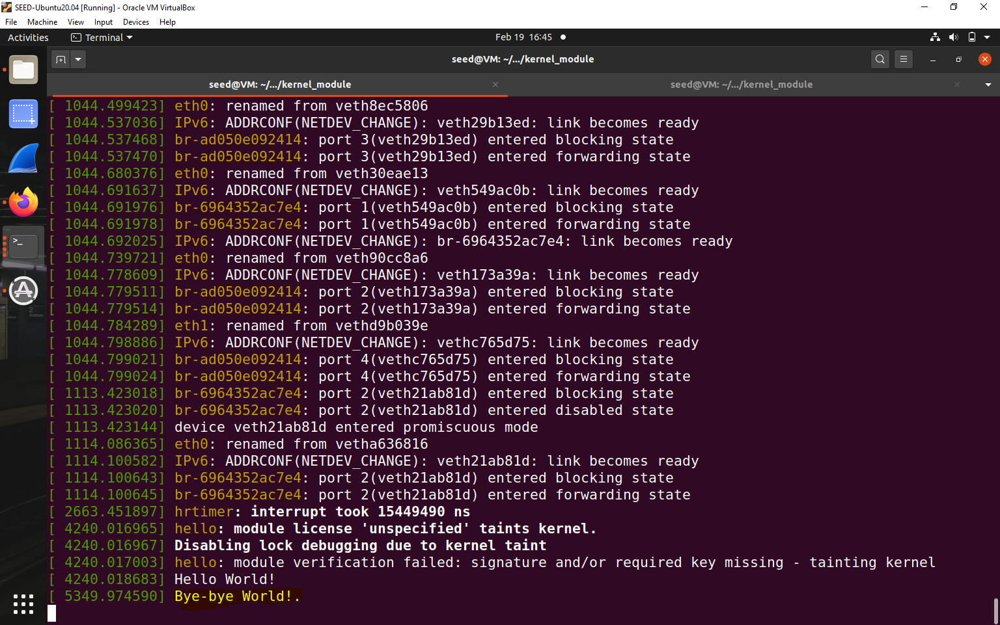 SEED-Ubuntu20.04 [Running] - Oracle VM VirtualBox
File Machine View Input Devices Help
Activities Terminal Feb 19 16:45
seed@VM: ~/.../kernel_module
seed@VM: ~/.../kernel_module seed@VM: ~/.../kernel_module
[ 1044.499423] eth0: renamed from veth8ec5806
[ 1044.537036] IPv6: ADDRCONF(NETDEV_CHANGE): veth29b13ed: link becomes ready
[ 1044.537468] br-ad050e092414: port 3(veth29b13ed) entered blocking state
[ 1044.537470] br-ad050e092414: port 3(veth29b13ed) entered forwarding state
[ 1044.680376] eth0: renamed from veth30eae13
[ 1044.691637] IPv6: ADDRCONF(NETDEV_CHANGE): veth549ac0b: link becomes ready
[ 1044.691976] br-6964352ac7e4: port 1(veth549ac0b) entered blocking state
[ 1044.691978] br-6964352ac7e4: port 1(veth549ac0b) entered forwarding state
[ 1044.692025] IPv6: ADDRCONF(NETDEV_CHANGE): br-6964352ac7e4: link becomes ready
[ 1044.739721] eth0: renamed from veth90cc8a6
[ 1044.778609] IPv6: ADDRCONF(NETDEV_CHANGE): veth173a39a: link becomes ready
[ 1044.779511] br-ad050e092414: port 2(veth173a39a) entered blocking state
[ 1044.779514] br-ad050e092414: port 2(veth173a39a) entered forwarding state
[ 1044.784289] eth1: renamed from vethd9b039e
[ 1044.798886] IPv6: ADDRCONF(NETDEV_CHANGE): vethc765d75: link becomes ready
[ 1044.799021] br-ad050e092414: port 4(vethc765d75) entered blocking state
[ 1044.799024] br-ad050e092414: port 4(vethc765d75) entered forwarding state
[ 1113.423018] br-6964352ac7e4: port 2(veth21ab81d) entered blocking state
[ 1113.423020] br-6964352ac7e4: port 2(veth21ab81d) entered disabled state
[ 1113.423144] device veth21ab81d entered promiscuous mode
[ 1114.086365] eth0: renamed from vetha636816
[ 1114.100582] IPv6: ADDRCONF(NETDEV_CHANGE): veth21ab81d: link becomes ready
[ 1114.100643] br-6964352ac7e4: port 2(veth21ab81d) entered blocking state
[ 1114.100645] br-6964352ac7e4: port 2(veth21ab81d) entered forwarding state
[ 2663.451897] hrtimer: interrupt took 15449490 ns
[ 4240.016965] hello: module license 'unspecified' taints kernel.
[ 4240.016967] Disabling lock debugging due to kernel taint
[ 4240.017003] hello: module verification failed: signature and/or required key missing - tainting kernel
[ 4240.018683] Hello World!
[ 5349.974590] Bye-bye World!.